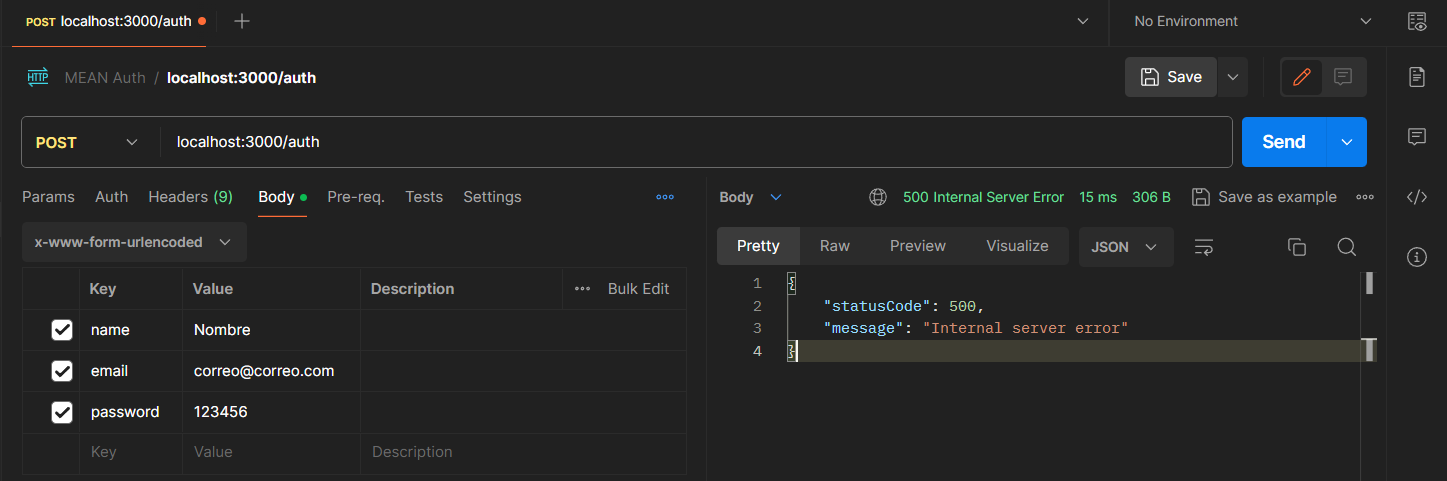 POST localhost:3000/auth
No Environment
HTTP MEAN Auth / localhost:3000/auth
Save
POST localhost:3000/auth
Send
Params Auth Headers (9) Body Pre-req. Tests Settings
Body 500 Internal Server Error 15 ms 306 B Save as example
x-www-form-urlencoded
Pretty Raw Preview Visualize JSON
Key Value Description Bulk Edit
name Nombre
email correo@correo.com
password 123456
Key Value Description
1 {
2 "statusCode": 500,
3 "message": "Internal server error"
4 }